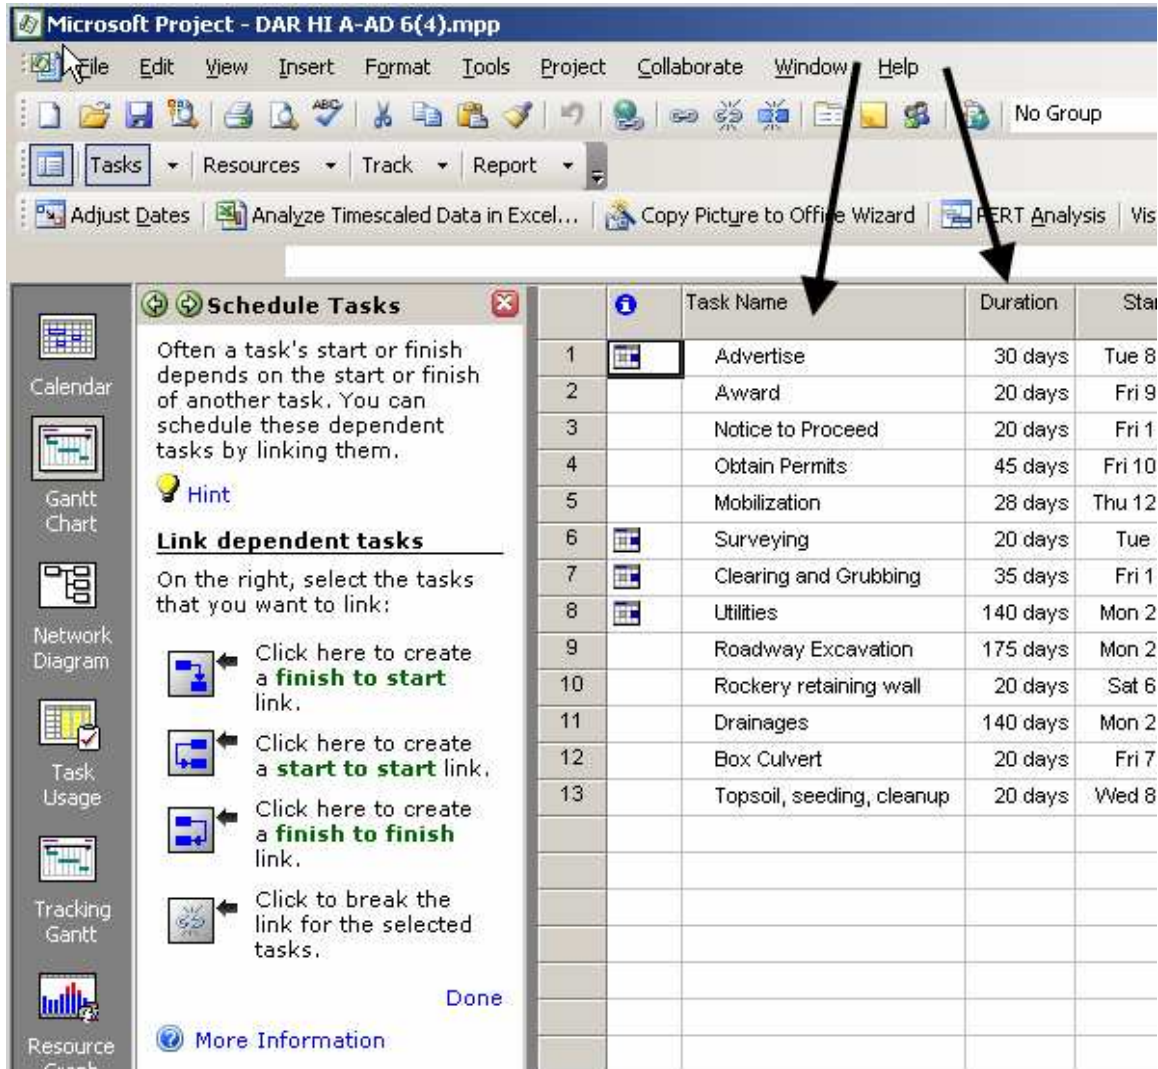 Microsoft Project - DAR HI A-AD 6(4).mpp
File Edit View Insert Format Tools Project Collaborate Window Help
ABC No Group
Tasks Resources Track Report
Adjust Dates Analyze Timescaled Data in Excel... Copy Picture to Office Wizard PERT Analysis Vis
Calendar
Gantt
Chart
Network
Diagram
Task
Usage
Tracking
Gantt
Resource
Graph
Schedule Tasks
Often a task's start or finish
depends on the start or finish
of another task. You can
schedule these dependent
tasks by linking them.
Hint
Link dependent tasks
On the right, select the tasks
that you want to link:
Click here to create
a finish to start
link.
Click here to create
a start to start link.
Click here to create
a finish to finish
link.
Click to break the
link for the selected
tasks.
Done
More Information
Task Name Duration Star
1 Advertise 30 days Tue 8
2 Award 20 days Fri 9
3 Notice to Proceed 20 days Fri 1
4 Obtain Permits 45 days Fri 10
5 Mobilization 28 days Thu 12
6 Surveying 20 days Tue
7 Clearing and Grubbing 35 days Fri 1
8 Utilities 140 days Mon 2
9 Roadway Excavation 175 days Mon 2
10 Rockery retaining wall 20 days Sat 6
11 Drainages 140 days Mon 2
12 Box Culvert 20 days Fri 7
13 Topsoil, seeding, cleanup 20 days Wed 8